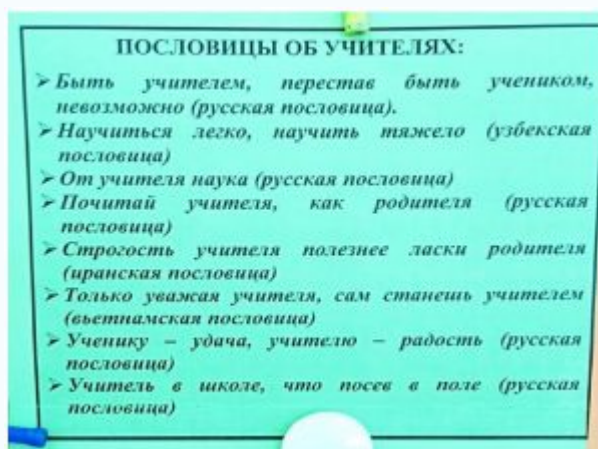 ПОСЛОВИЦЫ ОБ УЧИТЕЛЯХ:
➤ Быть учителем, перестав быть учеником,
невозможно (русская пословица).
➤ Научиться легко, научить тяжело (узбекская
пословица)
➤ От учителя наука (русская пословица)
➤ Почитай учителя, как родителя (русская
пословица)
➤ Строгость учителя полезнее ласки родителя
(иранская пословица)
➤ Только уважая учителя, сам станешь учителем
(вьетнамская пословица)
➤ Ученику – удача, учителю – радость (русская
пословица)
➤ Учитель в школе, что посев в поле (русская
пословица)